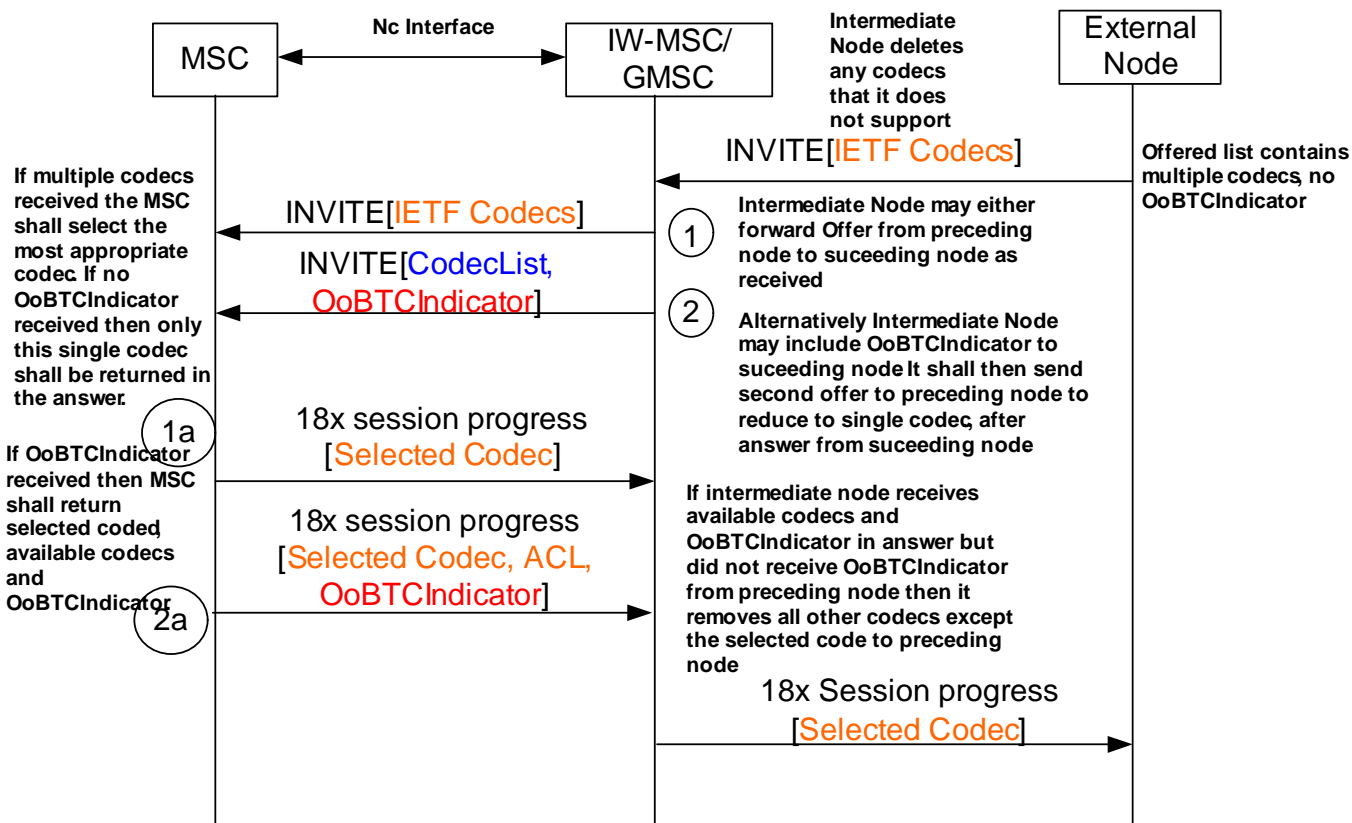 MSC
Nc Interface
IW-MSC/
GMSC
Intermediate
Node deletes
any codecs
that it does
not support
External
Node
INVITE[IETF Codecs]
Offered list contains
multiple codecs, no
OoBTCIndicator
If multiple codecs
received the MSC
shall select the
most appropriate
codec. If no
OoBTCIndicator
received then only
this single codec
shall be returned in
the answer.
INVITE[IETF Codecs]
1
Intermediate Node may either
forward Offer from preceding
node to suceeding node as
received
INVITE[CodecList,
OoBTCIndicator]
2
Alternatively Intermediate Node
may include OoBTCIndicator to
suceeding node It shall then send
second offer to preceding node to
reduce to single codec, after
answer from suceeding node
1a
18x session progress
[Selected Codec]
If OoBTCIndicator
received then MSC
shall return
selected coded,
available codecs
and
OoBTCIndicator
2a
18x session progress
[Selected Codec, ACL,
OoBTCIndicator]
If intermediate node receives
available codecs and
OoBTCIndicator in answer but
did not receive OoBTCIndicator
from preceding node then it
removes all other codecs except
the selected code to preceding
node
18x Session progress
[Selected Codec]